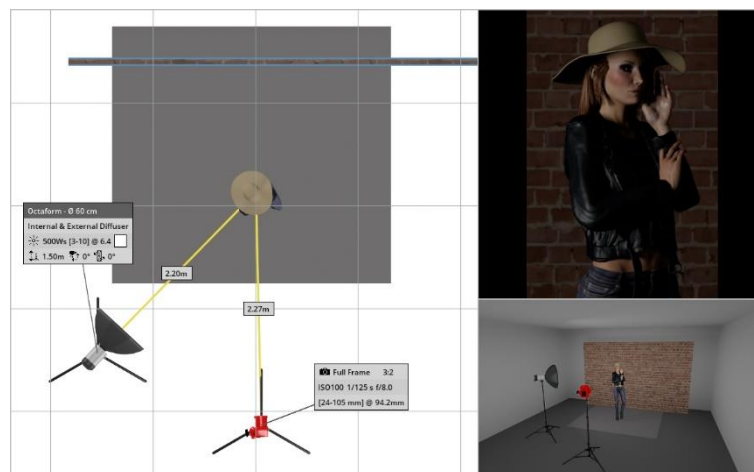 Octaform - Ø 60 cm
Internal & External Diffuser
500Ws [3-10] @ 6.4
1.50m 0° 0°
2.20m
2.27m
Full Frame 3:2
ISO100 1/125 s f/8.0
[24-105 mm] @ 94.2mm